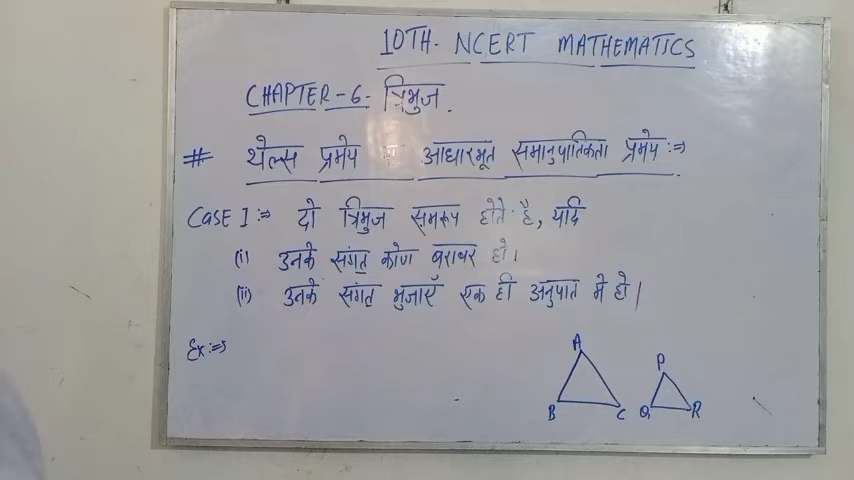 10TH. NCERT MATHEMATICS
CHAPTER-6- त्रिभुज.
# थेल्स प्रमेय आधारभूत समानुपातिकता प्रमेय :⇒
Case I :⇒ दो त्रिभुज समरूप होते है, यदि
(i) उनके संगत कोण बराबर हो।
(ii) उनके संगत भुजाएँ एक ही अनुपात मे हो।
Ex :⇒
A
P
B C Q R